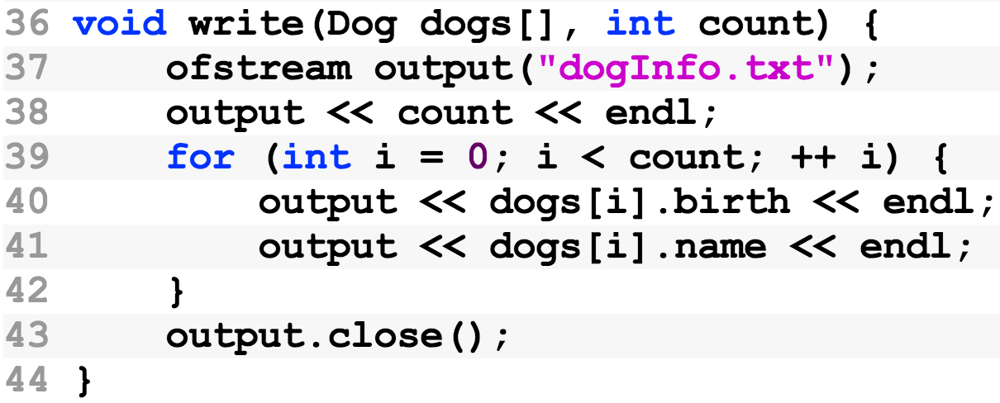 36 void write(Dog dogs[], int count) {
37     ofstream output("dogInfo.txt");
38     output << count << endl;
39     for (int i = 0; i < count; ++ i) {
40         output << dogs[i].birth << endl;
41         output << dogs[i].name << endl;
42     }
43     output.close();
44 }